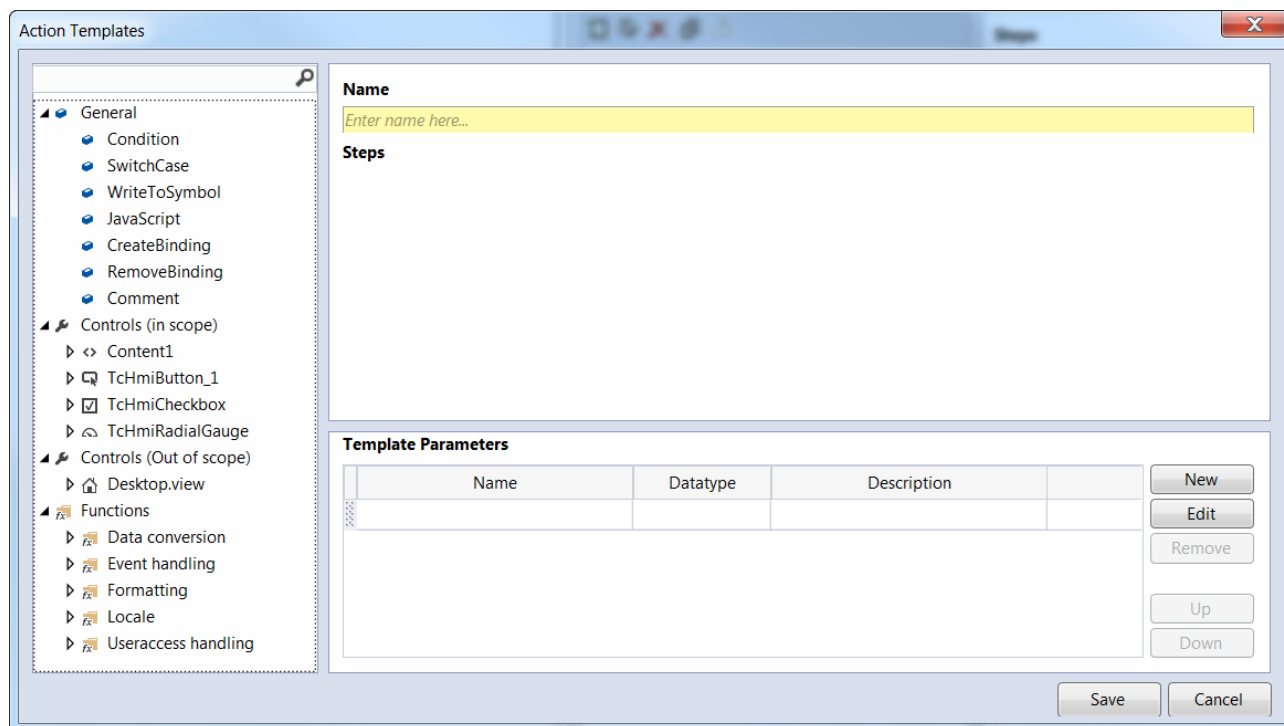 Action Templates
Steps
General
Condition
SwitchCase
WriteToSymbol
JavaScript
CreateBinding
RemoveBinding
Comment
Controls (in scope)
Content1
TcHmiButton_1
TcHmiCheckbox
TcHmiRadialGauge
Controls (Out of scope)
Desktop.view
Functions
Data conversion
Event handling
Formatting
Locale
Useraccess handling
Name
Enter name here...
Steps
Template Parameters
Name Datatype Description
New
Edit
Remove
Up
Down
Save Cancel